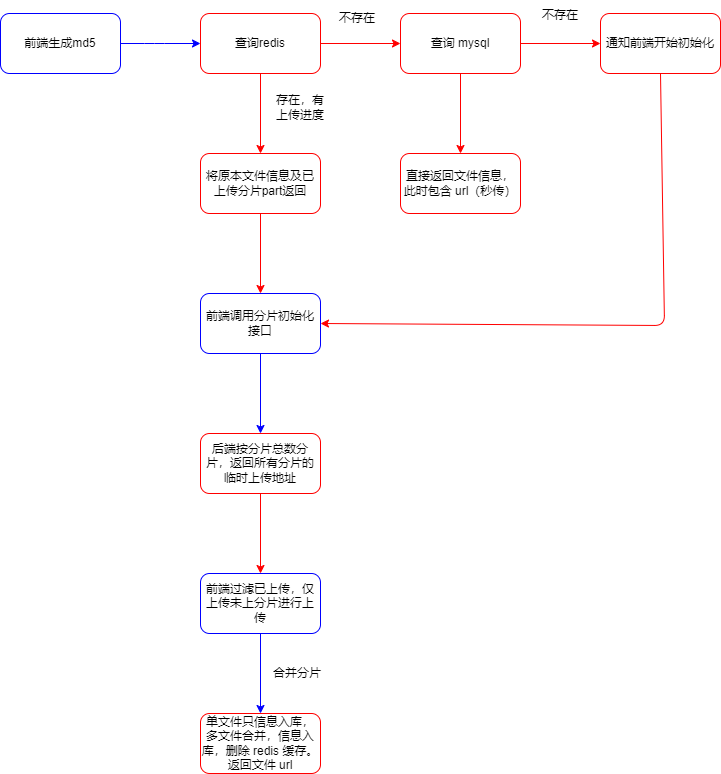 前端生成md5
查询redis
不存在
查询 mysql
不存在
通知前端开始初始化
存在，有
上传进度
将原本文件信息及已
上传分片part返回
直接返回文件信息，
此时包含 url（秒传）
前端调用分片初始化
接口
后端按分片总数分
片，返回所有分片的
临时上传地址
前端过滤已上传，仅
上传未上分片进行上
传
合并分片
单文件只信息入库，
多文件合并，信息入
库，删除 redis 缓存。
返回文件 url